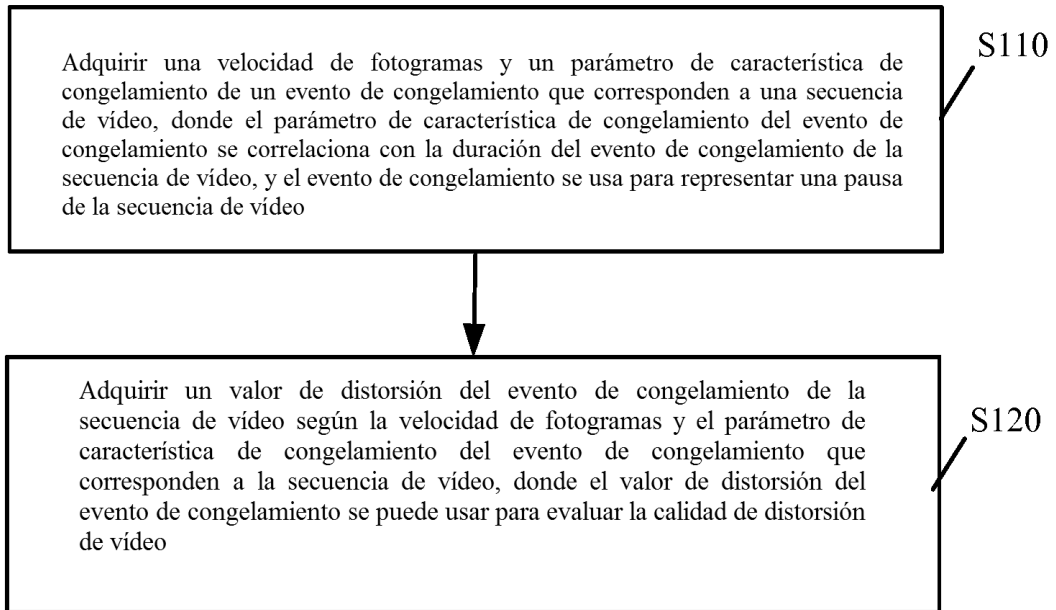 S110
Adquirir una velocidad de fotogramas y un parámetro de característica de
congelamiento de un evento de congelamiento que corresponden a una secuencia
de vídeo, donde el parámetro de característica de congelamiento del evento de
congelamiento se correlaciona con la duración del evento de congelamiento de la
secuencia de vídeo, y el evento de congelamiento se usa para representar una pausa
de la secuencia de vídeo
S120
Adquirir un valor de distorsión del evento de congelamiento de la
secuencia de vídeo según la velocidad de fotogramas y el parámetro de
característica de congelamiento del evento de congelamiento que
corresponden a la secuencia de vídeo, donde el valor de distorsión del
evento de congelamiento se puede usar para evaluar la calidad de distorsión
de vídeo